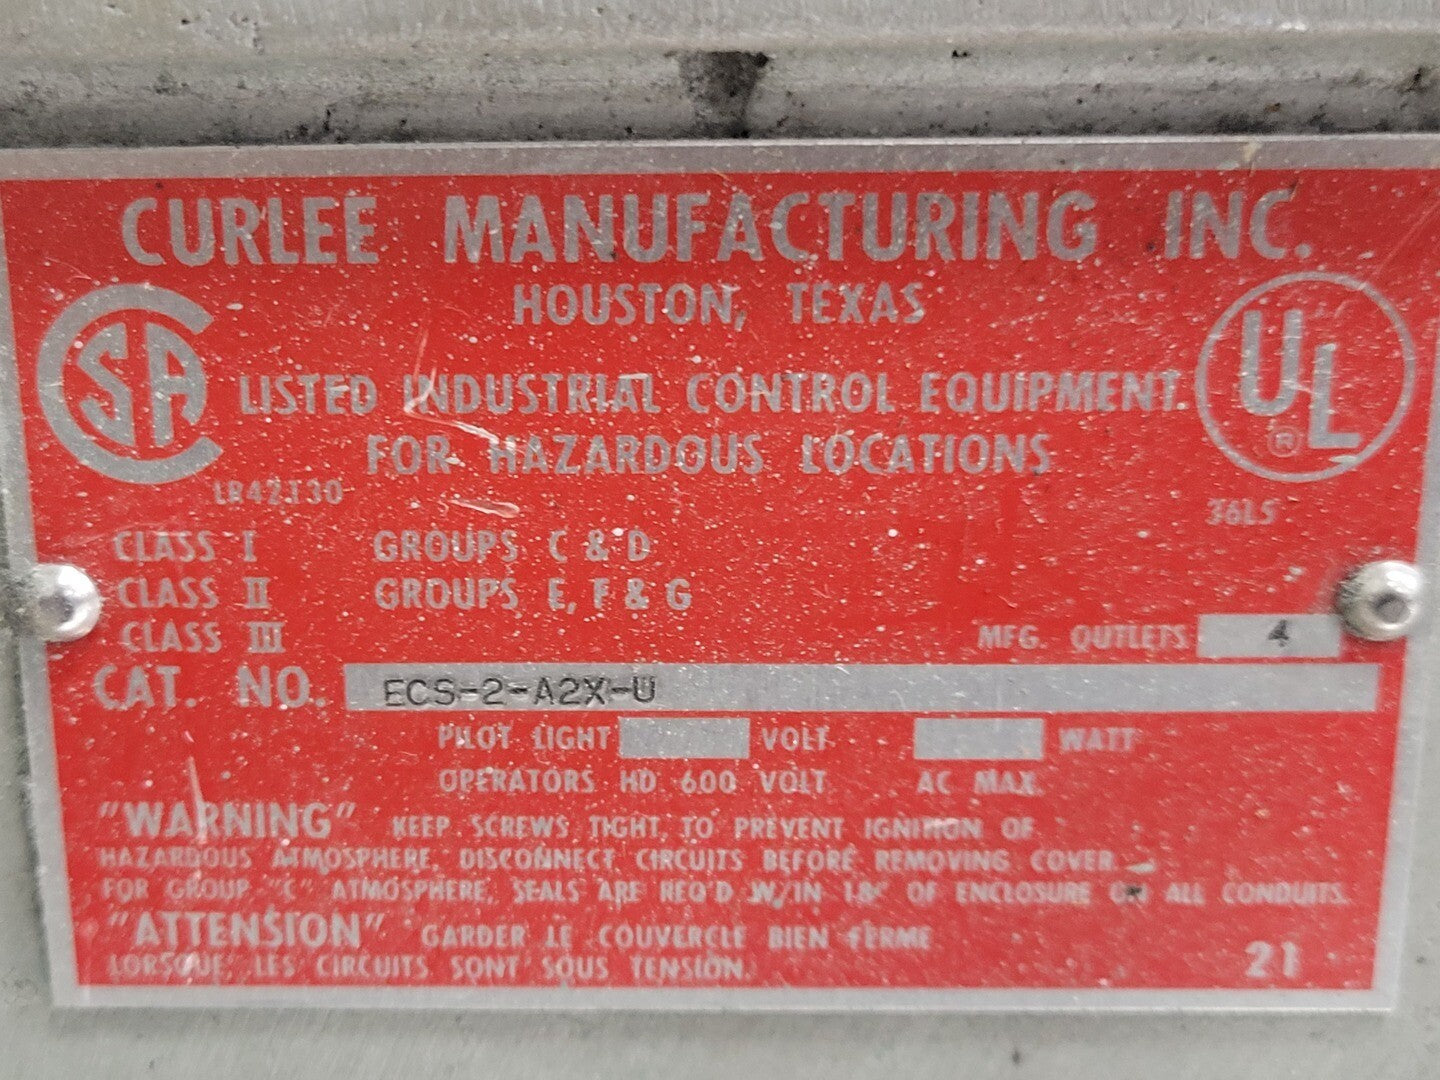 CURLEE MANUFACTURING INC.
HOUSTON, TEXAS
CSA
UL
®
LISTED INDUSTRIAL CONTROL EQUIPMENT
FOR HAZARDOUS LOCATIONS
LR42130
36L5
CLASS I GROUPS C & D
CLASS II GROUPS E, F & G
CLASS III
MFG. OUTLETS 4
CAT. NO. ECS-2-A2X-U
PILOT LIGHT VOLT WATT
OPERATORS HD 600 VOLT AC MAX.
"WARNING" KEEP SCREWS TIGHT, TO PREVENT IGNITION OF
HAZARDOUS ATMOSPHERE, DISCONNECT CIRCUITS BEFORE REMOVING COVER.
FOR GROUP "C" ATMOSPHERE, SEALS ARE REQ'D W/IN 18" OF ENCLOSURE ON ALL CONDUITS.
"ATTENTION" GARDER LE COUVERCLE BIEN FERME
LORSQUE, LES CIRCUITS SONT SOUS TENSION.
21